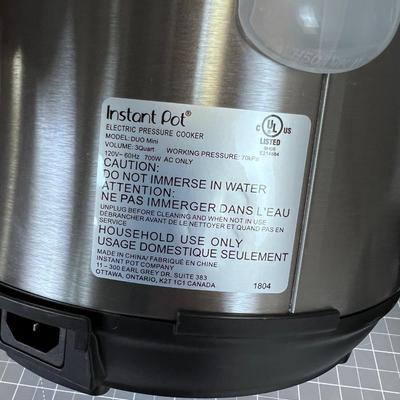 Instant Pot®
ELECTRIC PRESSURE COOKER
MODEL: DUO Mini
VOLUME: 3Quart WORKING PRESSURE: 70kPa
120V~ 60Hz 700W AC ONLY
C UL US
LISTED
CAUTION:
DO NOT IMMERSE IN WATER
ATTENTION:
NE PAS IMMERGER DANS L'EAU
UNPLUG BEFORE CLEANING AND WHEN NOT IN USE
DÉBRANCHER AVANT DE LE NETTOYER ET QUAND PAS EN
SERVICE
HOUSEHOLD USE ONLY
USAGE DOMESTIQUE SEULEMENT
MADE IN CHINA/ FABRIQUÉ EN CHINE
INSTANT POT COMPANY
11 – 300 EARL GREY DR, SUITE 383
OTTAWA, ONTARIO, K2T 1C1 CANADA 1804